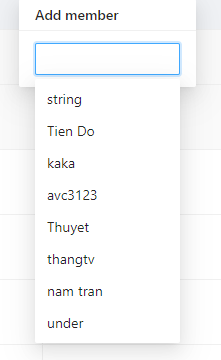 Add member
string
Tien Do
kaka
avc3123
Thuyet
thangtv
nam tran
under